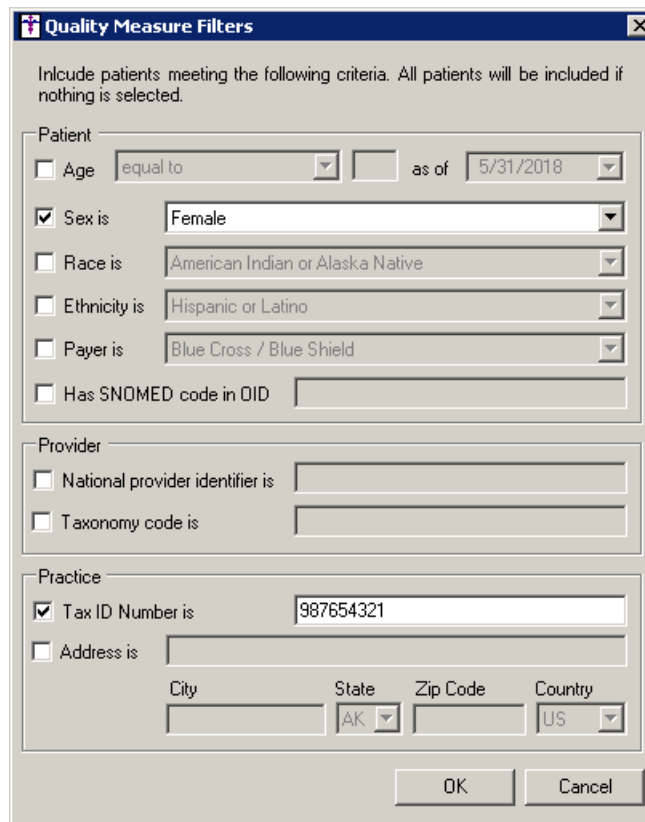 Quality Measure Filters
Inlcude patients meeting the following criteria. All patients will be included if
nothing is selected.
Patient
Age equal to as of 5/31/2018
Sex is Female
Race is American Indian or Alaska Native
Ethnicity is Hispanic or Latino
Payer is Blue Cross / Blue Shield
Has SNOMED code in OID
Provider
National provider identifier is
Taxonomy code is
Practice
Tax ID Number is 987654321
Address is
City State Zip Code Country
AK US
OK Cancel